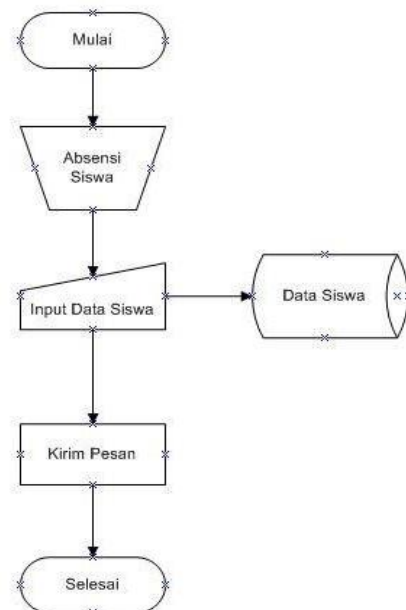 Mulai
Absensi
Siswa
Input Data Siswa
Data Siswa
Kirim Pesan
Selesai